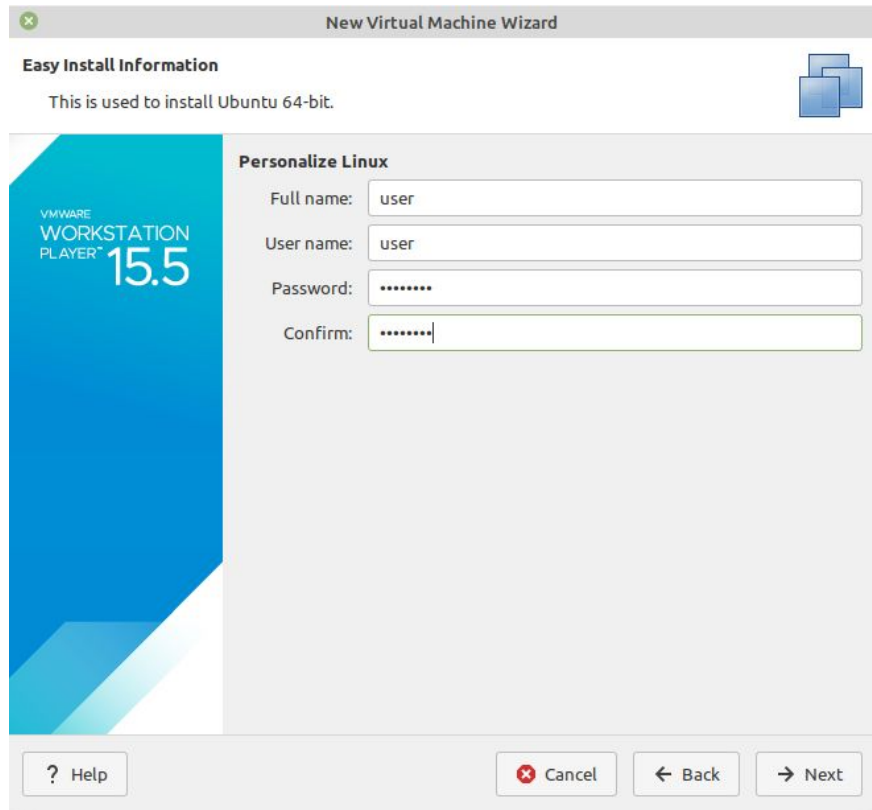 New Virtual Machine Wizard
Easy Install Information
This is used to install Ubuntu 64-bit.
VMWARE
WORKSTATION
PLAYER™ 15.5
Personalize Linux
Full name: user
User name: user
Password: ••••••••
Confirm: ••••••••
? Help
Cancel
← Back
→ Next